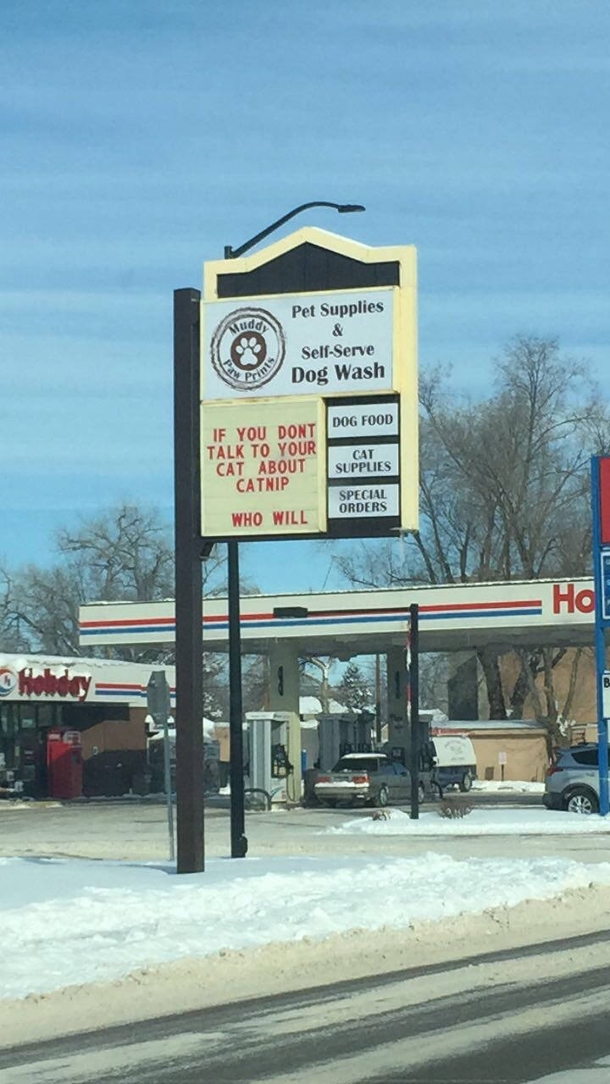 Muddy
Paw Prints
Pet Supplies
&
Self-Serve
Dog Wash
IF YOU DONT
TALK TO YOUR
CAT ABOUT
CATNIP
WHO WILL
DOG FOOD
CAT
SUPPLIES
SPECIAL
ORDERS
Ho
Holiday